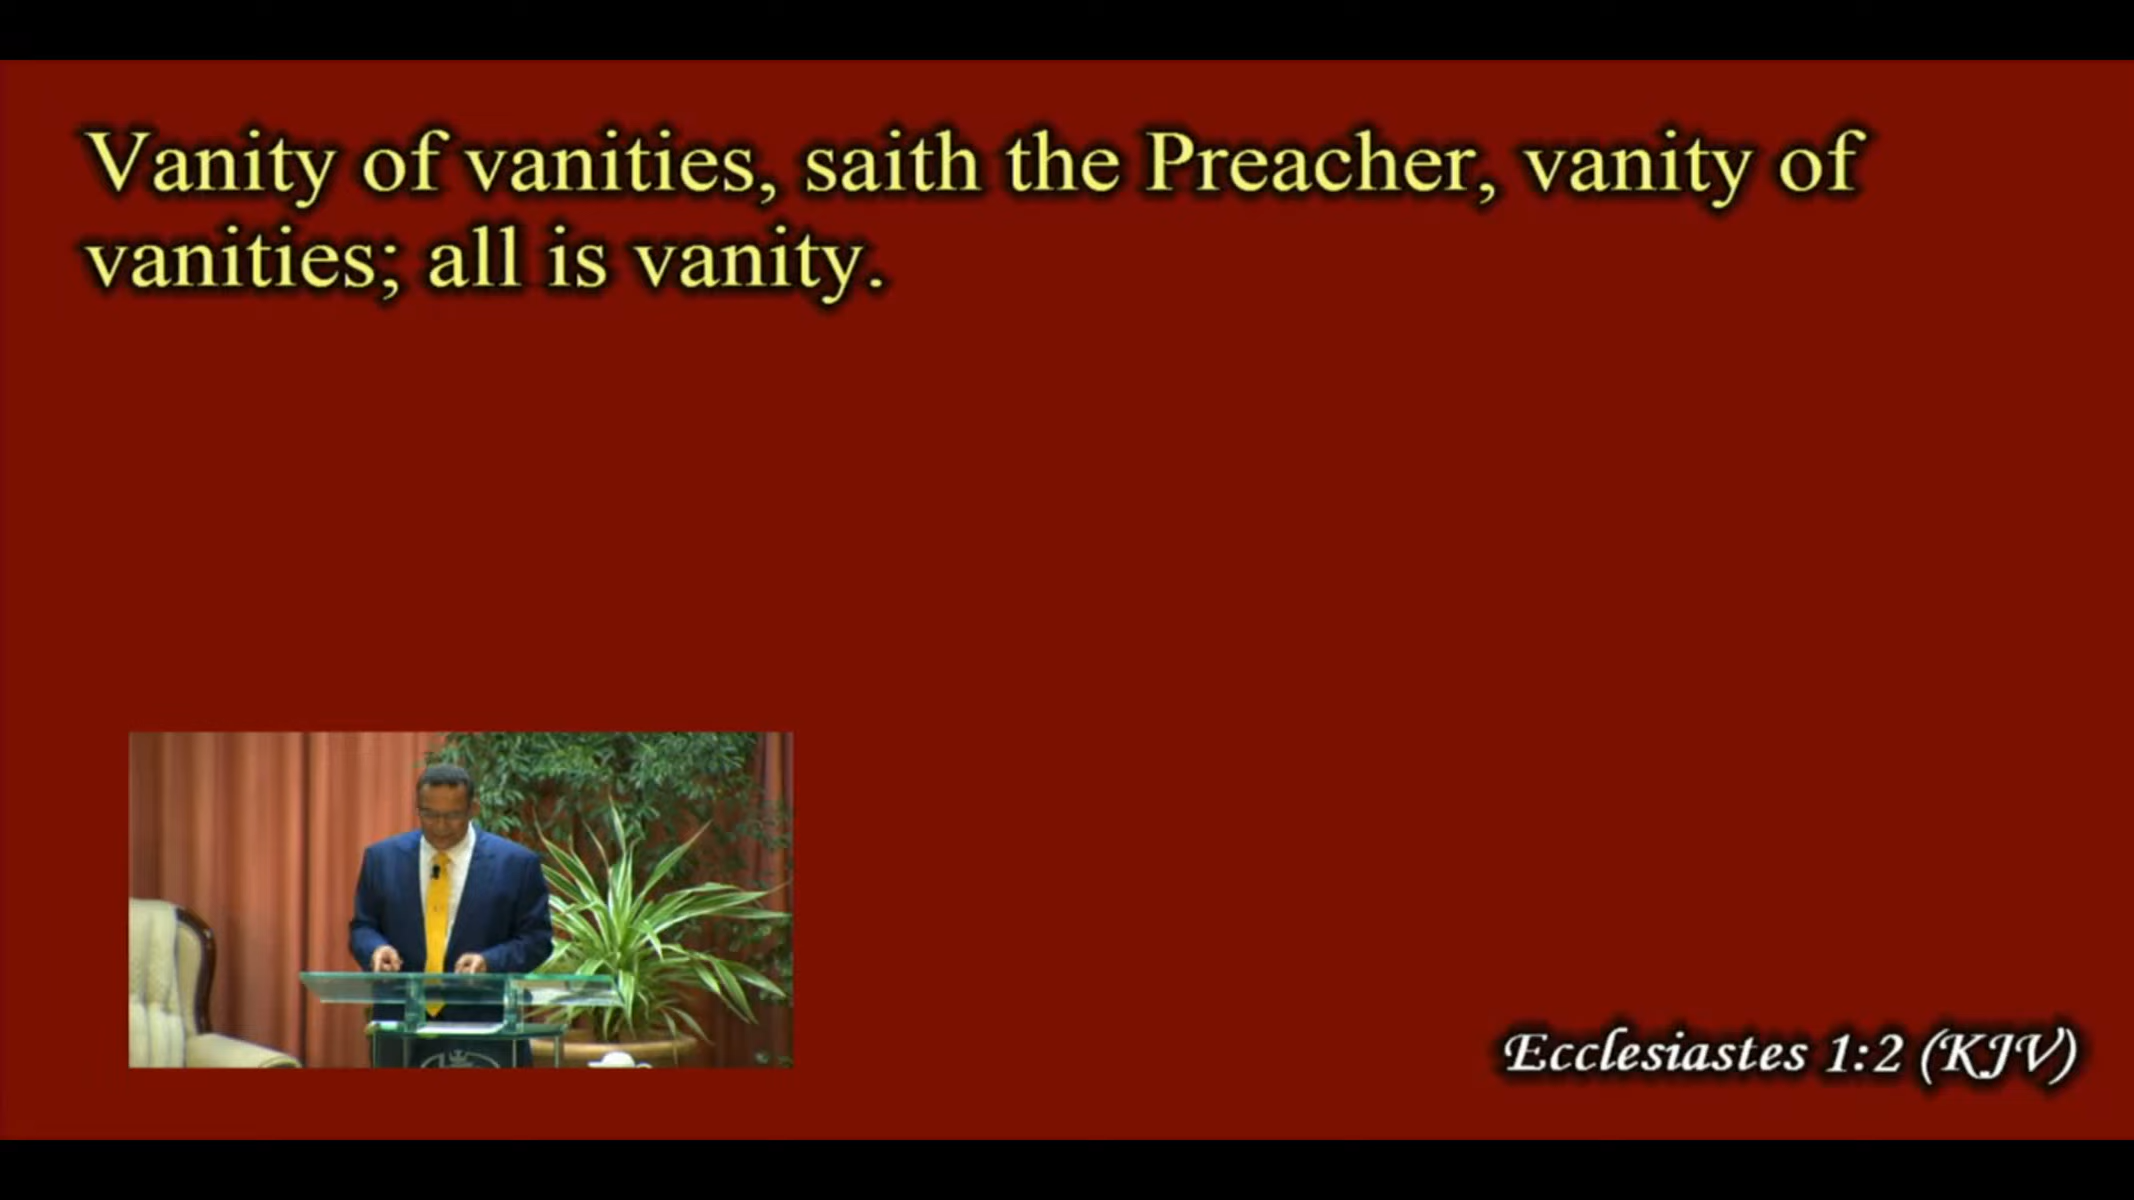 Vanity of vanities, saith the Preacher, vanity of
vanities; all is vanity.
Ecclesiastes 1:2 (KJV)